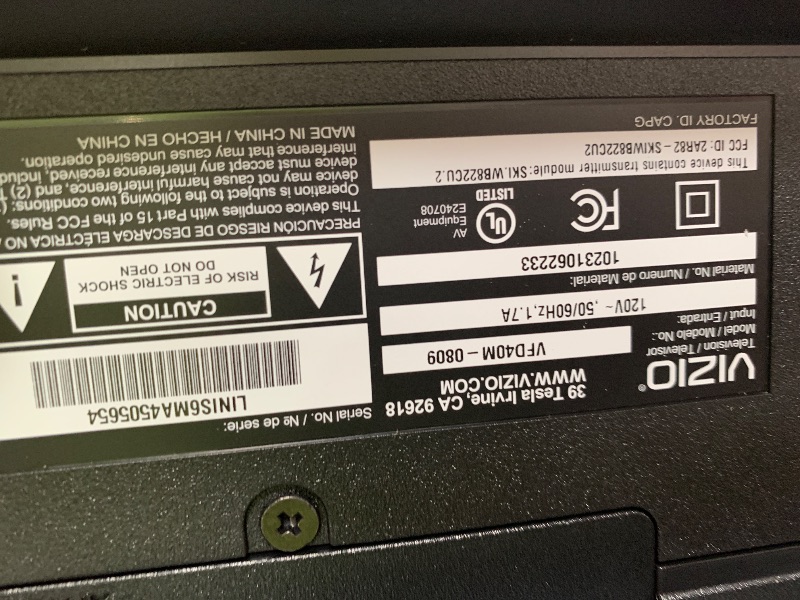 VIZIO®
39 Tesla Irvine, CA 92618
WWW.VIZIO.COM
Television / Televisor
Model / Modelo No.:
VFD40M – 0809
Input / Entrada:
120V ~, 50/60Hz,1.7A
Material No. / Numero de Material:
10231062233
UL
LISTED
AV
Equipment
E240708
FC
This device contains transmitter module:SKI.WB822CU.2
FCC ID: 2AR82 – SKIWB822CU2
FACTORY ID. CAPG
Serial No. / Nº de serie:
LINIS6MA4505654
CAUTION
RISK OF ELECTRIC SHOCK
DO NOT OPEN
PRECAUCIÓN RIESGO DE DESCARGA ELÉCTRICA NO
This device complies with Part 15 of the FCC Rules.
Operation is subject to the following two conditions: (
device may not cause harmful interference, and (2)
device must accept any interference received, includ
interference that may cause undesired operation.
MADE IN CHINA / HECHO EN CHINA